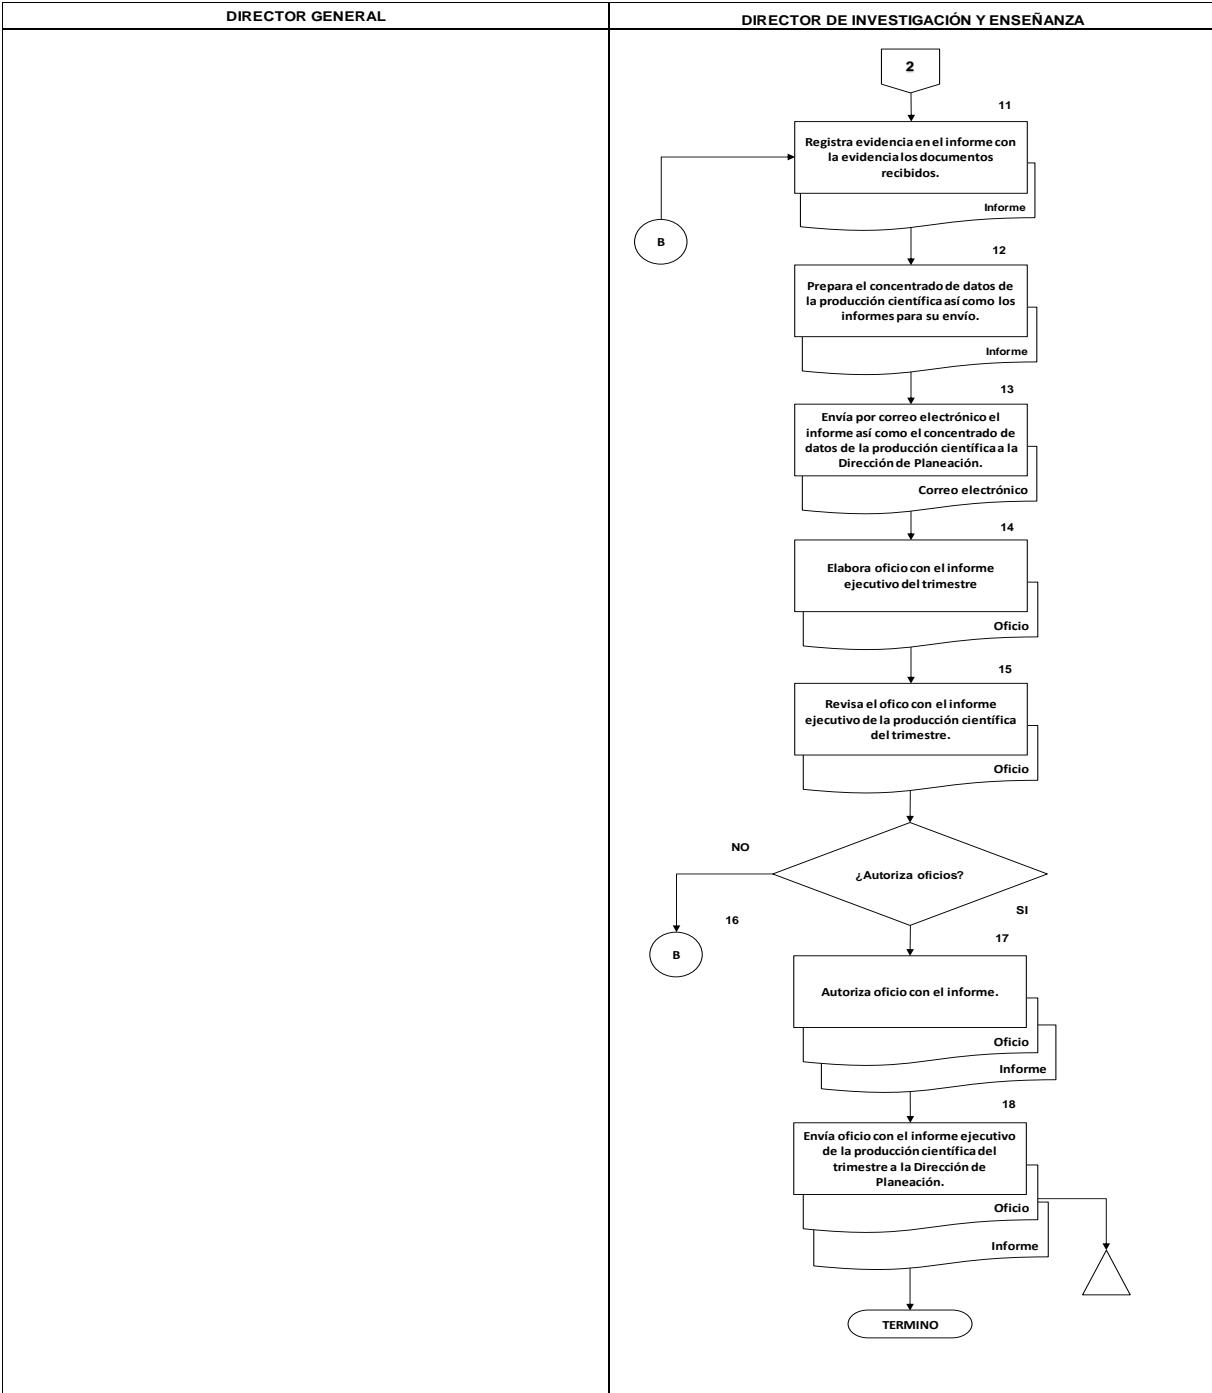 DIRECTOR GENERAL
DIRECTOR DE INVESTIGACIÓN Y ENSEÑANZA
2
11
Registra evidencia en el informe con
la evidencia los documentos
recibidos.
Informe
B
12
Prepara el concentrado de datos de
la producción científica así como los
informes para su envío.
Informe
13
Envía por correo electrónico el
informe así como el concentrado de
datos de la producción científica a la
Dirección de Planeación.
Correo electrónico
14
Elabora oficio con el informe
ejecutivo del trimestre
Oficio
15
Revisa el ofico con el informe
ejecutivo de la producción científica
del trimestre.
Oficio
NO
¿Autoriza oficios?
SI
16
B
17
Autoriza oficio con el informe.
Oficio
Informe
18
Envía oficio con el informe ejecutivo
de la producción científica del
trimestre a la Dirección de
Planeación.
Oficio
Informe
TERMINO